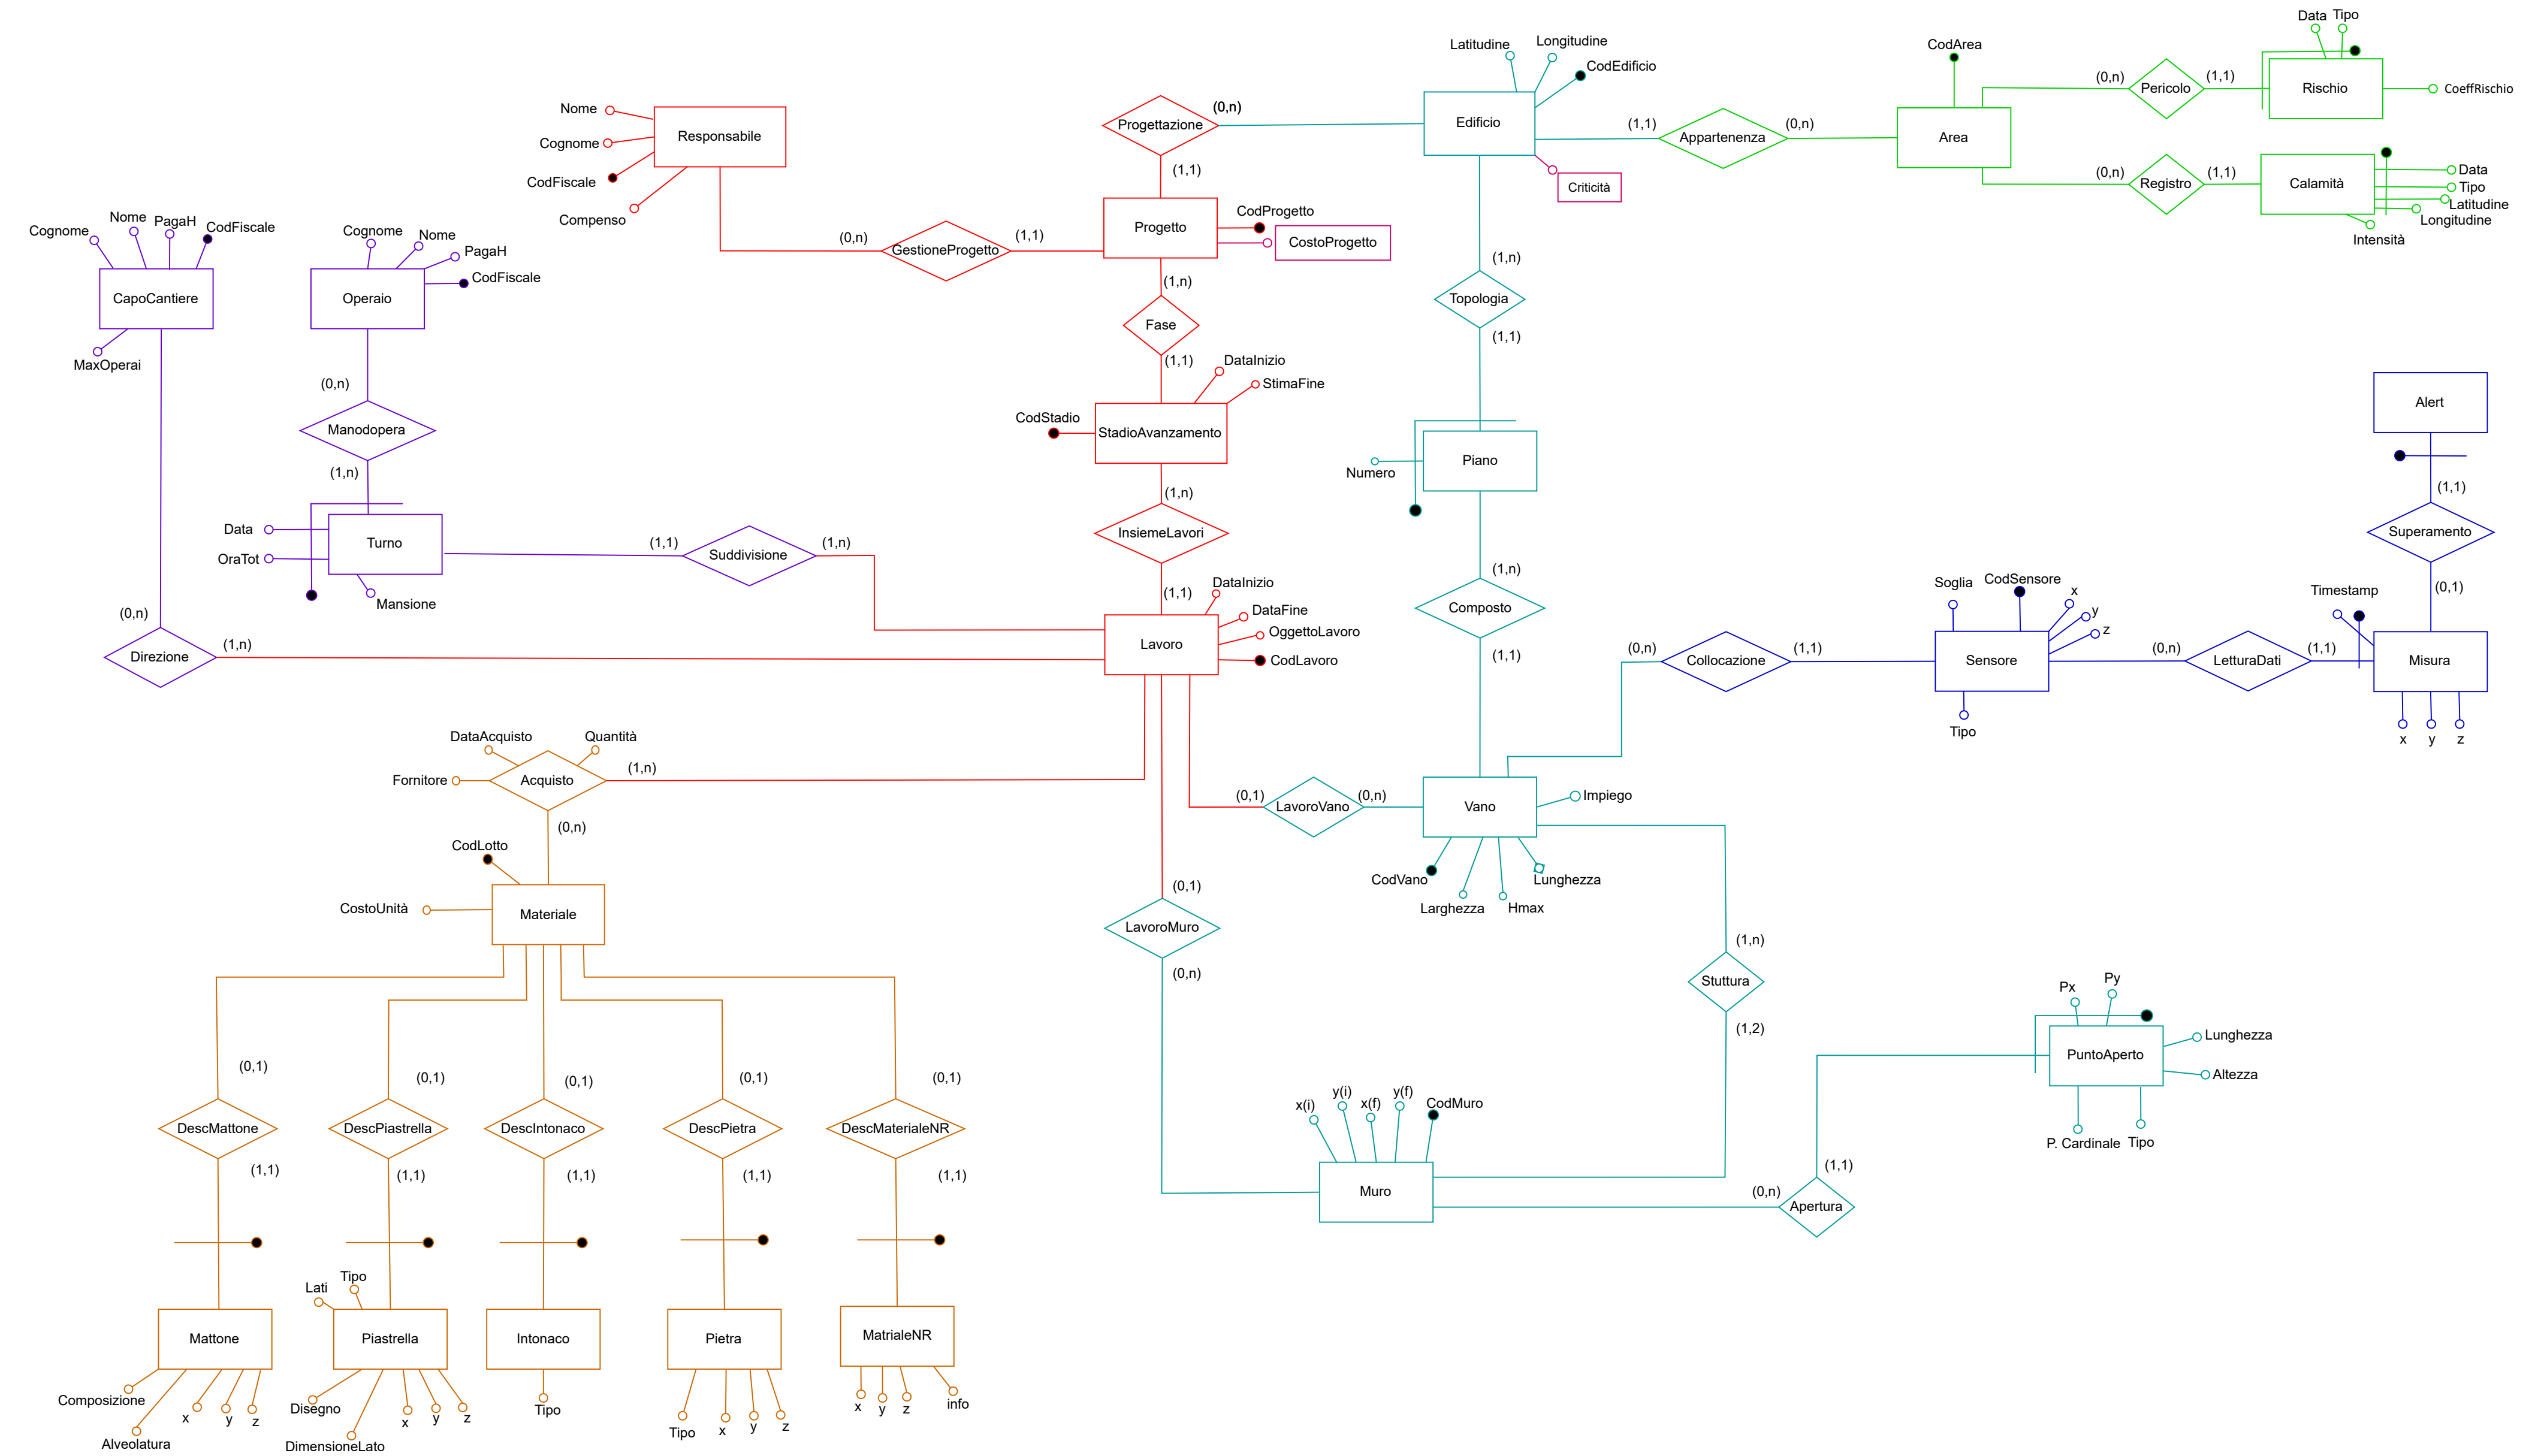 Data
Tipo
Latitudine
Longitudine
CodArea
CodEdificio
(0,n)
(1,1)
Pericolo
Rischio
CoeffRischio
Nome
Responsabile
Progettazione
(0,n)
Edificio
(1,1)
Appartenenza
(0,n)
Area
Cognome
CodFiscale
Compenso
(1,1)
Criticità
(0,n)
Registro
(1,1)
Calamità
Data
Tipo
Latitudine
Longitudine
Intensità
Cognome
Nome
PagaH
CodFiscale
Cognome
Nome
PagaH
CodFiscale
(0,n)
GestioneProgetto
(1,1)
Progetto
CodProgetto
CostoProgetto
CapoCantiere
Operaio
MaxOperai
(1,n)
Fase
(1,1)
(1,n)
Topologia
(1,1)
DataInizio
StimaFine
CodStadio
StadioAvanzamento
(0,n)
Manodopera
(1,n)
Numero
Piano
Alert
(1,1)
Superamento
(0,1)
Data
OraTot
Turno
Mansione
(1,1)
Suddivisione
(1,n)
(1,n)
InsiemeLavori
(1,1)
(1,n)
Composto
(1,1)
DataInizio
DataFine
OggettoLavoro
CodLavoro
Lavoro
(0,n)
Direzione
(1,n)
(0,n)
Collocazione
(1,1)
Soglia
CodSensore
x
y
z
Sensore
Tipo
(0,n)
LetturaDati
(1,1)
Timestamp
Misura
x
y
z
DataAcquisto
Quantità
Fornitore
Acquisto
(1,n)
(0,n)
(0,1)
LavoroVano
(0,n)
Vano
Impiego
CodVano
Larghezza
Hmax
Lunghezza
CodLotto
CostoUnità
Materiale
(0,1)
LavoroMuro
(0,n)
(1,n)
Stuttura
(1,2)
Px
Py
PuntoAperto
Lunghezza
Altezza
P. Cardinale
Tipo
(0,1)
(0,1)
(0,1)
(0,1)
(0,1)
DescMattone
DescPiastrella
DescIntonaco
DescPietra
DescMaterialeNR
(1,1)
(1,1)
(1,1)
(1,1)
(1,1)
x(i)
y(i)
x(f)
y(f)
CodMuro
Muro
(1,1)
(0,n)
Apertura
Lati
Tipo
Mattone
Piastrella
Intonaco
Pietra
MatrialeNR
Composizione
Alveolatura
x
y
z
Disegno
DimensioneLato
x
y
z
Tipo
Tipo
x
y
z
x
y
z
info